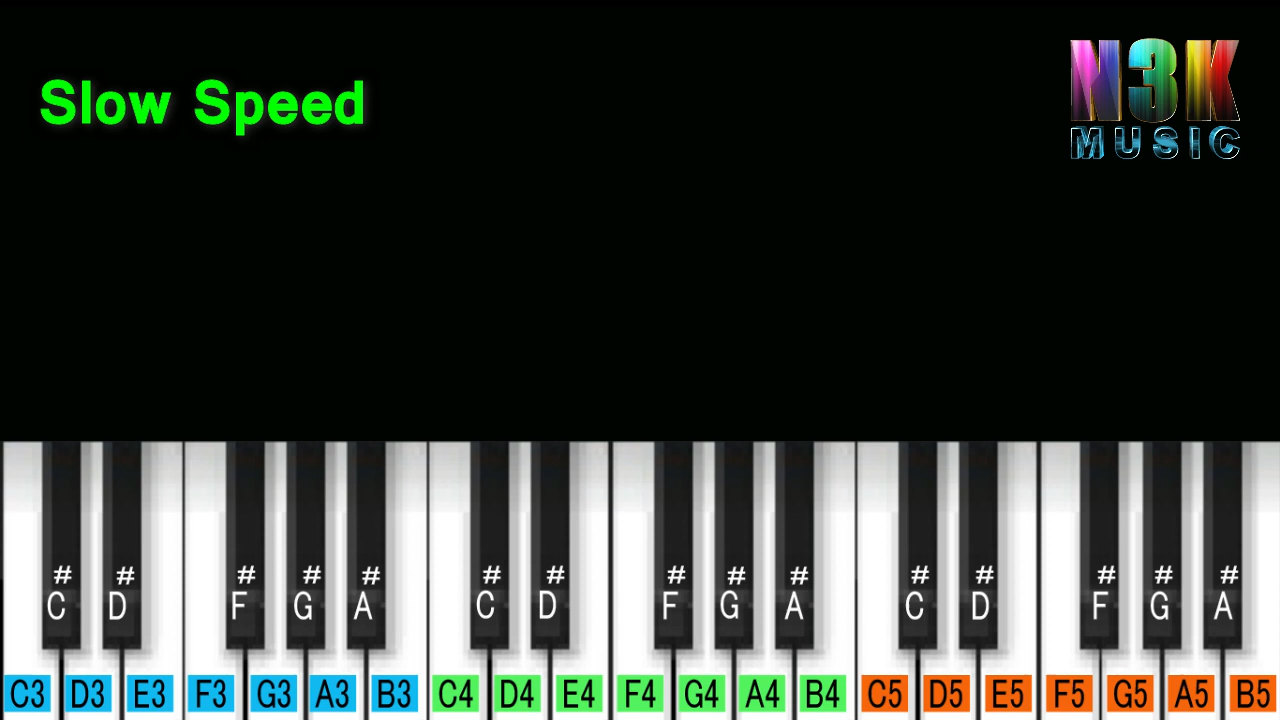 N3K
MUSIC
Slow Speed
# # # # # # # # # # # # # # #
C D F G A C D F G A C D F G A
C3 D3 E3 F3 G3 A3 B3 C4 D4 E4 F4 G4 A4 B4 C5 D5 E5 F5 G5 A5 B5